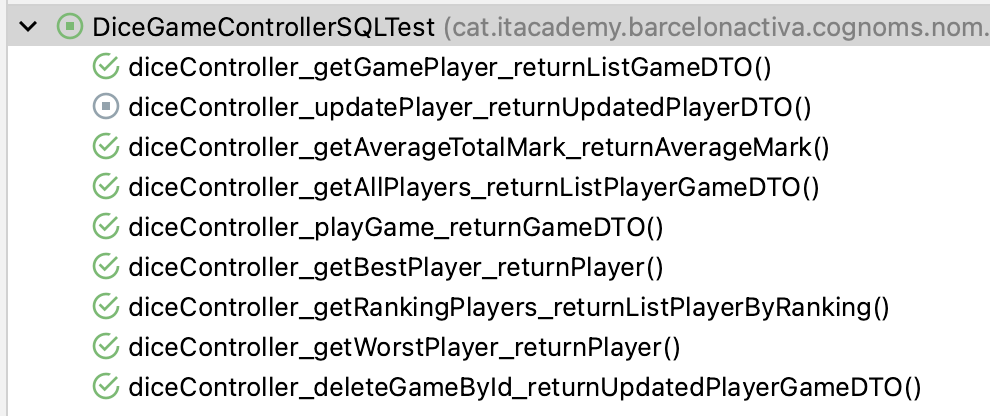 DiceGameControllerSQLTest (cat.itacademy.barcelonactiva.cognoms.nom.
diceController_getGamePlayer_returnListGameDTO()
diceController_updatePlayer_returnUpdatedPlayerDTO()
diceController_getAverageTotalMark_returnAverageMark()
diceController_getAllPlayers_returnListPlayerGameDTO()
diceController_playGame_returnGameDTO()
diceController_getBestPlayer_returnPlayer()
diceController_getRankingPlayers_returnListPlayerByRanking()
diceController_getWorstPlayer_returnPlayer()
diceController_deleteGameById_returnUpdatedPlayerGameDTO()